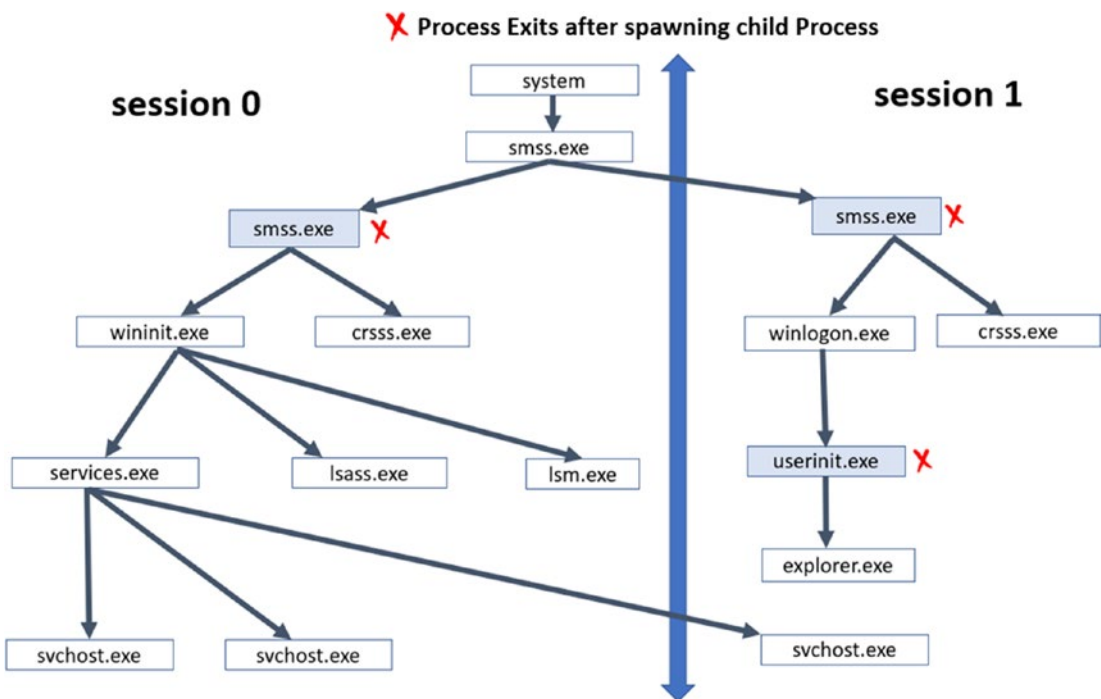 X Process Exits after spawning child Process
session 0
system
session 1
smss.exe
smss.exe X
smss.exe X
wininit.exe
crsss.exe
winlogon.exe
crsss.exe
services.exe
lsass.exe
lsm.exe
userinit.exe X
explorer.exe
svchost.exe
svchost.exe
svchost.exe